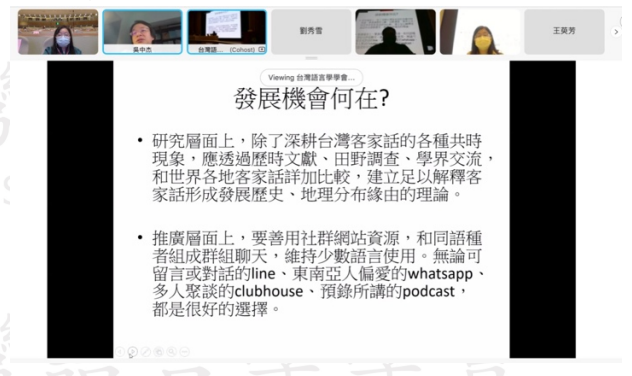 吳中杰
台灣語... (Cohost)
劉秀雪
王英芳
Viewing 台灣語言學學會...
發展機會何在?
• 研究層面上，除了深耕台灣客家話的各種共時
現象，應透過歷時文獻、田野調查、學界交流，
和世界各地客家話詳加比較，建立足以解釋客
家話形成發展歷史、地理分布緣由的理論。
• 推廣層面上，要善用社群網站資源，和同語種
者組成群組聊天，維持少數語言使用。無論可
留言或對話的line、東南亞人偏愛的whatsapp、
多人聚談的clubhouse、預錄所講的podcast，
都是很好的選擇。